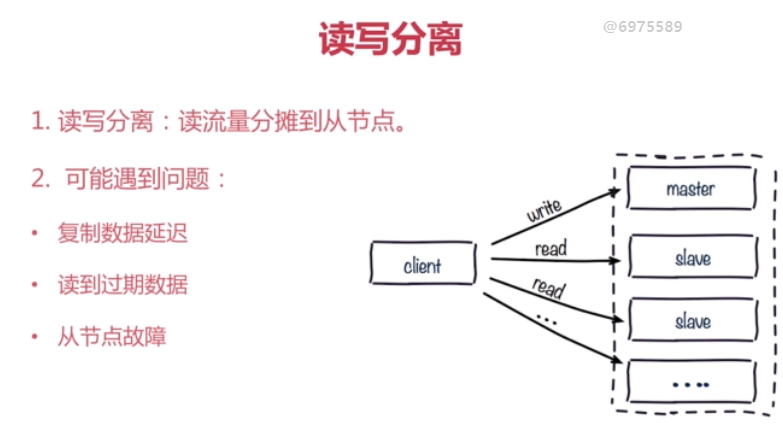 读写分离
@6975589
1. 读写分离：读流量分摊到从节点。
2. 可能遇到问题：
• 复制数据延迟
• 读到过期数据
• 从节点故障
client
write
read
read
...
master
slave
slave
....